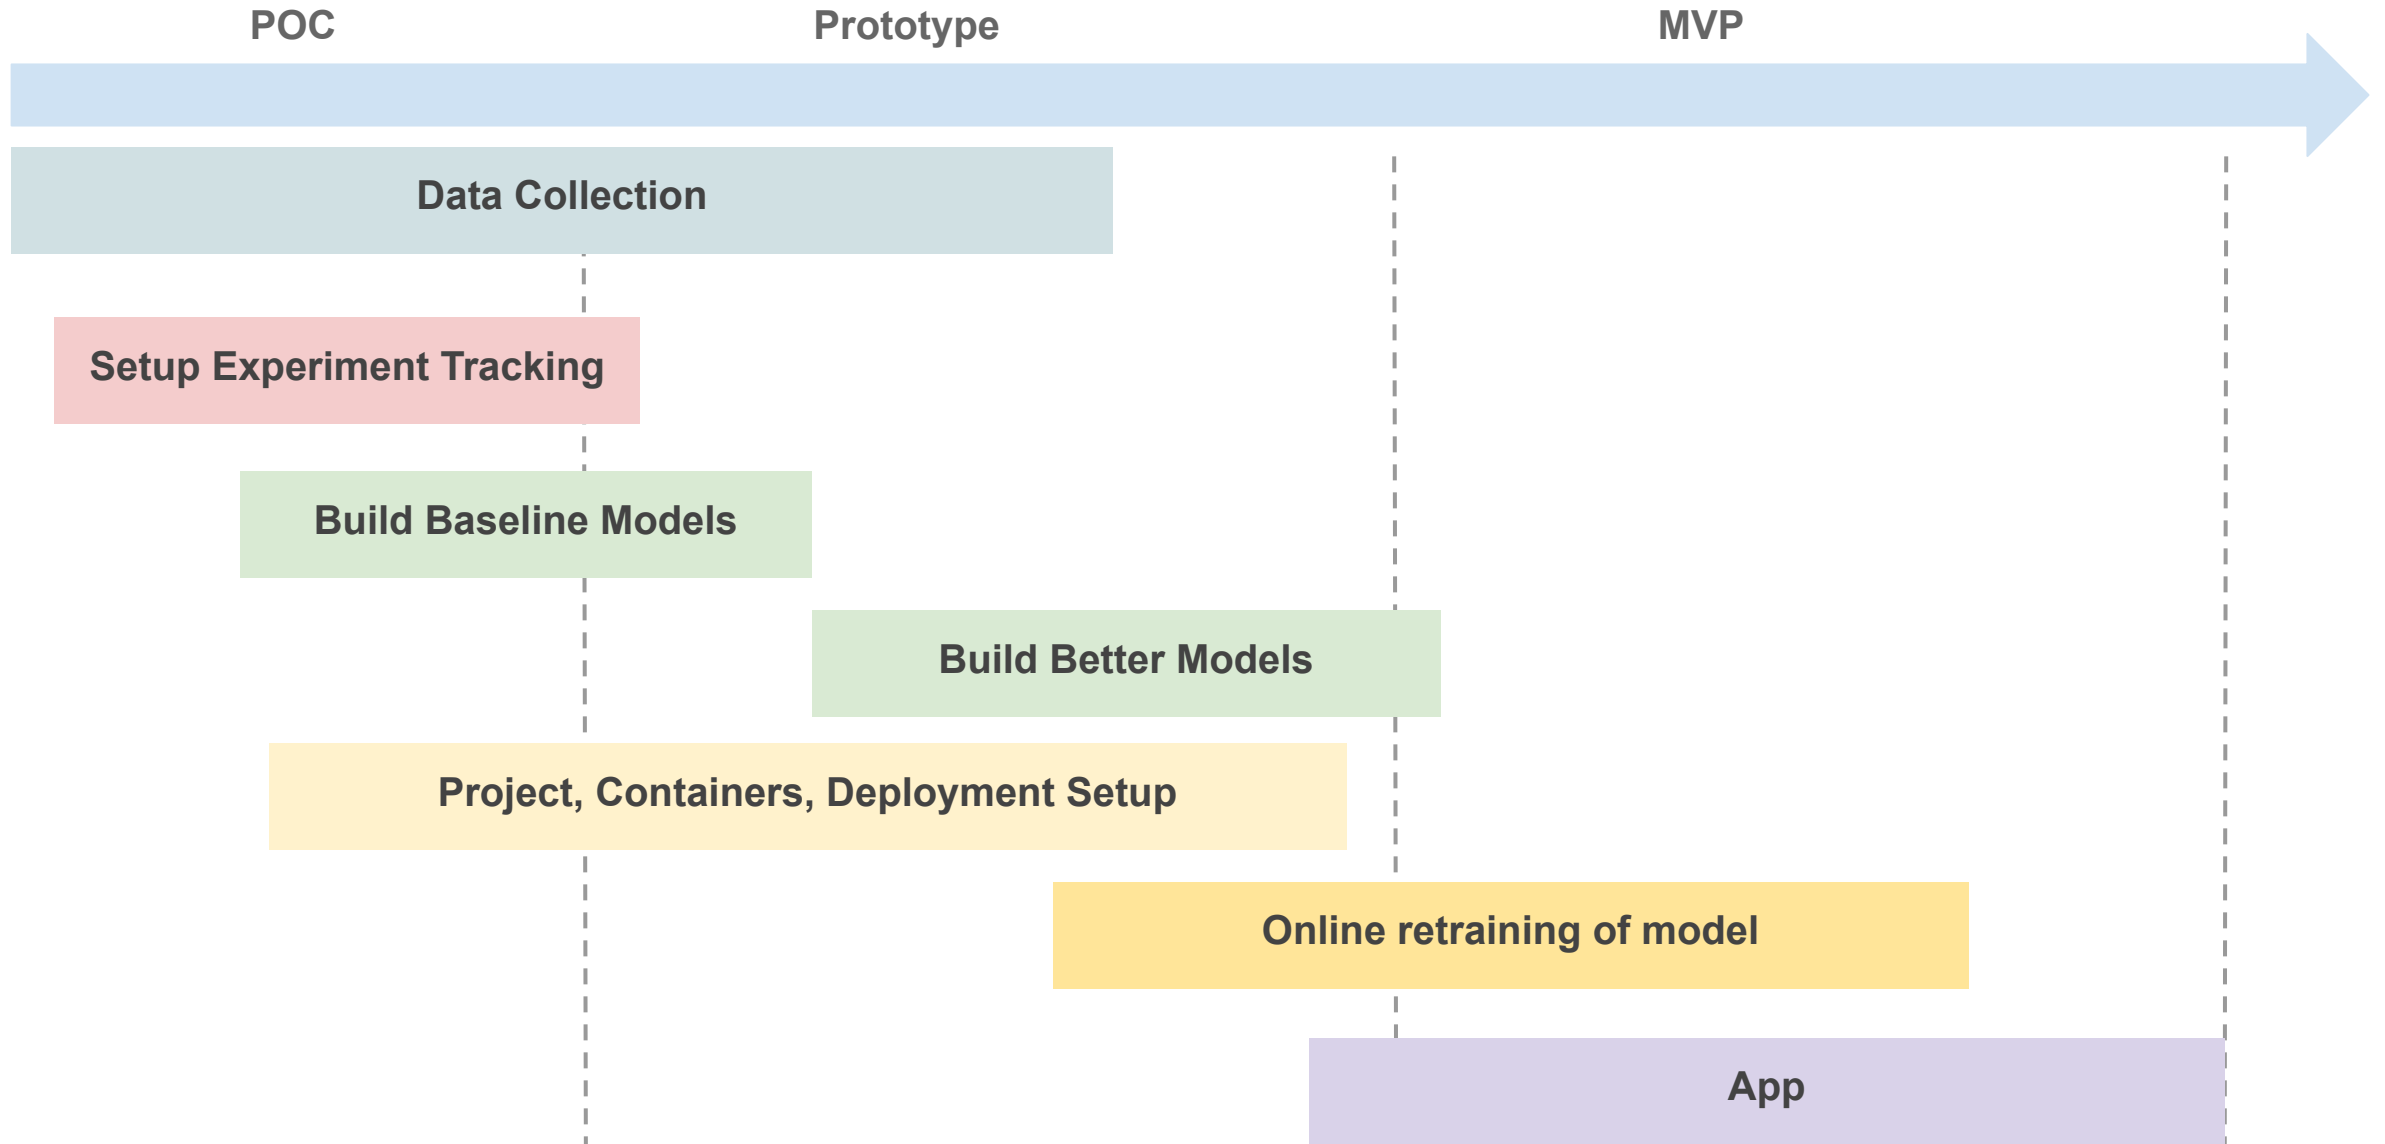 POC
Prototype
MVP
Data Collection
Setup Experiment Tracking
Build Baseline Models
Build Better Models
Project, Containers, Deployment Setup
Online retraining of model
App